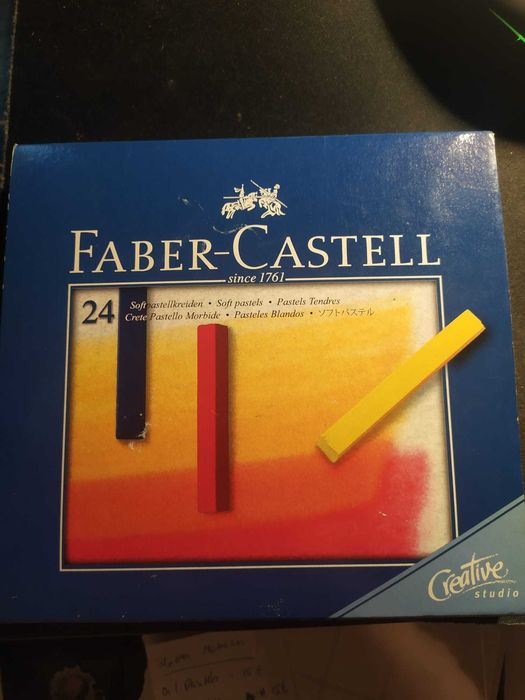 FABER-CASTELL
since 1761
24 Softpastellkreiden • Soft pastels • Pastels Tendres
Crete Pastello Morbide • Pasteles Blandos • ソフトパステル
Creative
studio